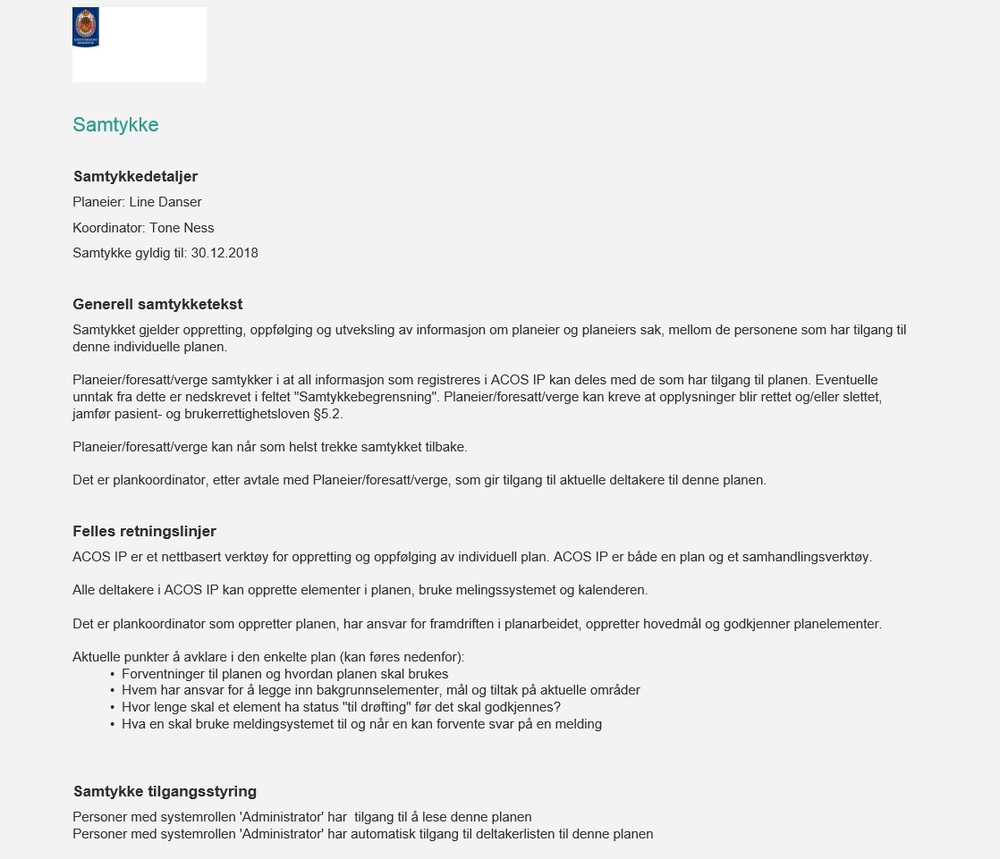 KRISTIANSAND
KOMMUNE
Samtykke
Samtykkedetaljer
Planeier: Line Danser
Koordinator: Tone Ness
Samtykke gyldig til: 30.12.2018
Generell samtykketekst
Samtykket gjelder oppretting, oppfølging og utveksling av informasjon om planeier og planeiers sak, mellom de personene som har tilgang til
denne individuelle planen.
Planeier/foresatt/verge samtykker i at all informasjon som registreres i ACOS IP kan deles med de som har tilgang til planen. Eventuelle
unntak fra dette er nedskrevet i feltet "Samtykkebegrensning". Planeier/foresatt/verge kan kreve at opplysninger blir rettet og/eller slettet,
jamfør pasient- og brukerrettighetsloven §5.2.
Planeier/foresatt/verge kan når som helst trekke samtykket tilbake.
Det er plankoordinator, etter avtale med Planeier/foresatt/verge, som gir tilgang til aktuelle deltakere til denne planen.
Felles retningslinjer
ACOS IP er et nettbasert verktøy for oppretting og oppfølging av individuell plan. ACOS IP er både en plan og et samhandlingsverktøy.
Alle deltakere i ACOS IP kan opprette elementer i planen, bruke melingssystemet og kalenderen.
Det er plankoordinator som oppretter planen, har ansvar for framdriften i planarbeidet, oppretter hovedmål og godkjenner planelementer.
Aktuelle punkter å avklare i den enkelte plan (kan føres nedenfor):
• Forventninger til planen og hvordan planen skal brukes
• Hvem har ansvar for å legge inn bakgrunnselementer, mål og tiltak på aktuelle områder
• Hvor lenge skal et element ha status "til drøfting" før det skal godkjennes?
• Hva en skal bruke meldingsystemet til og når en kan forvente svar på en melding
Samtykke tilgangsstyring
Personer med systemrollen 'Administrator' har  tilgang til å lese denne planen
Personer med systemrollen 'Administrator' har automatisk tilgang til deltakerlisten til denne planen